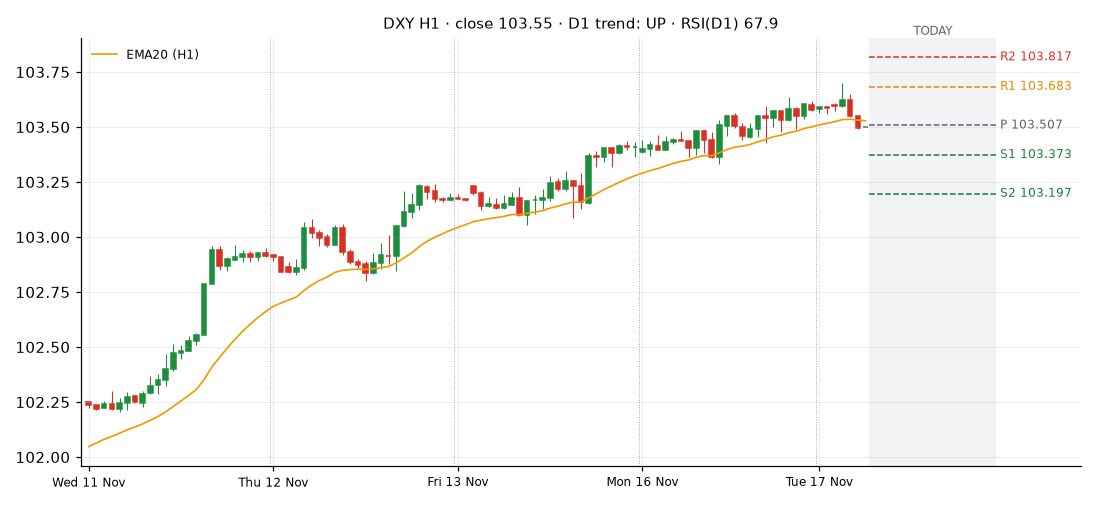 DXY H1 · close 103.55 · D1 trend: UP · RSI(D1) 67.9
TODAY
EMA20 (H1)
R2 103.817
103.75
R1 103.683
103.50
P 103.507
S1 103.373
103.25
S2 103.197
103.00
102.75
102.50
102.25
102.00
Wed 11 Nov
Thu 12 Nov
Fri 13 Nov
Mon 16 Nov
Tue 17 Nov